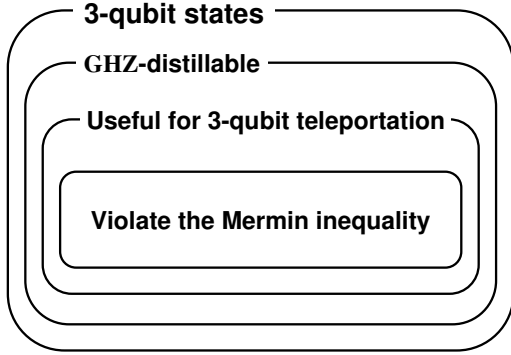 3-qubit states
GHZ-distillable
Useful for 3-qubit teleportation
Violate the Mermin inequality